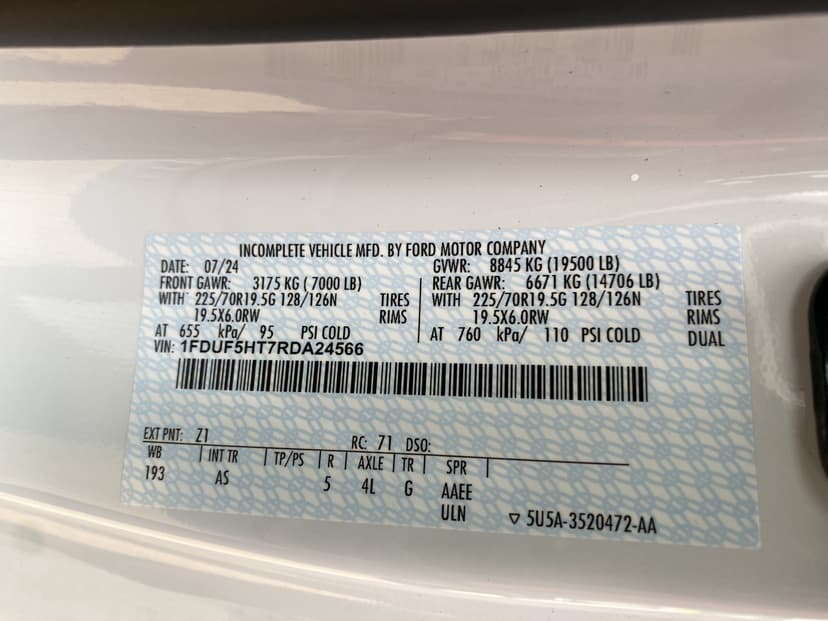 INCOMPLETE VEHICLE MFD. BY FORD MOTOR COMPANY
DATE: 07/24 GVWR: 8845 KG (19500 LB)
FRONT GAWR: 3175 KG ( 7000 LB) REAR GAWR: 6671 KG (14706 LB)
WITH 225/70R19.5G 128/126N TIRES WITH 225/70R19.5G 128/126N TIRES
19.5X6.0RW RIMS 19.5X6.0RW RIMS
AT 655 kPa/ 95 PSI COLD AT 760 kPa/ 110 PSI COLD DUAL
VIN: 1FDUF5HT7RDA24566
EXT PNT: Z1 RC: 71 DSO:
WB INT TR TP/PS R AXLE TR SPR
193 AS 5 4L G AAEE
ULN ▽ 5U5A-3520472-AA